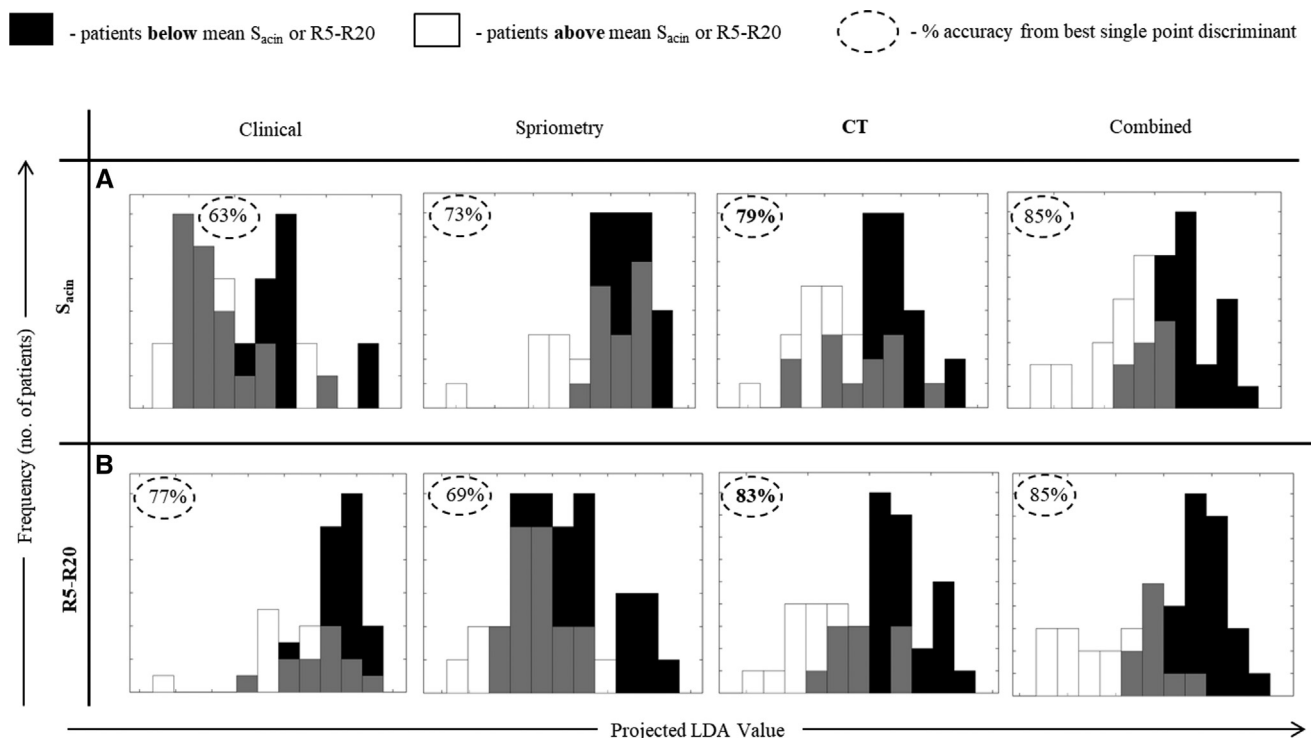 - patients below mean Sacin or R5-R20
- patients above mean Sacin or R5-R20
- % accuracy from best single point discriminant
Clinical
Spriometry
CT
Combined
A
63%
73%
79%
85%
Sacin
B
77%
69%
83%
85%
R5-R20
Frequency (no. of patients)
Projected LDA Value